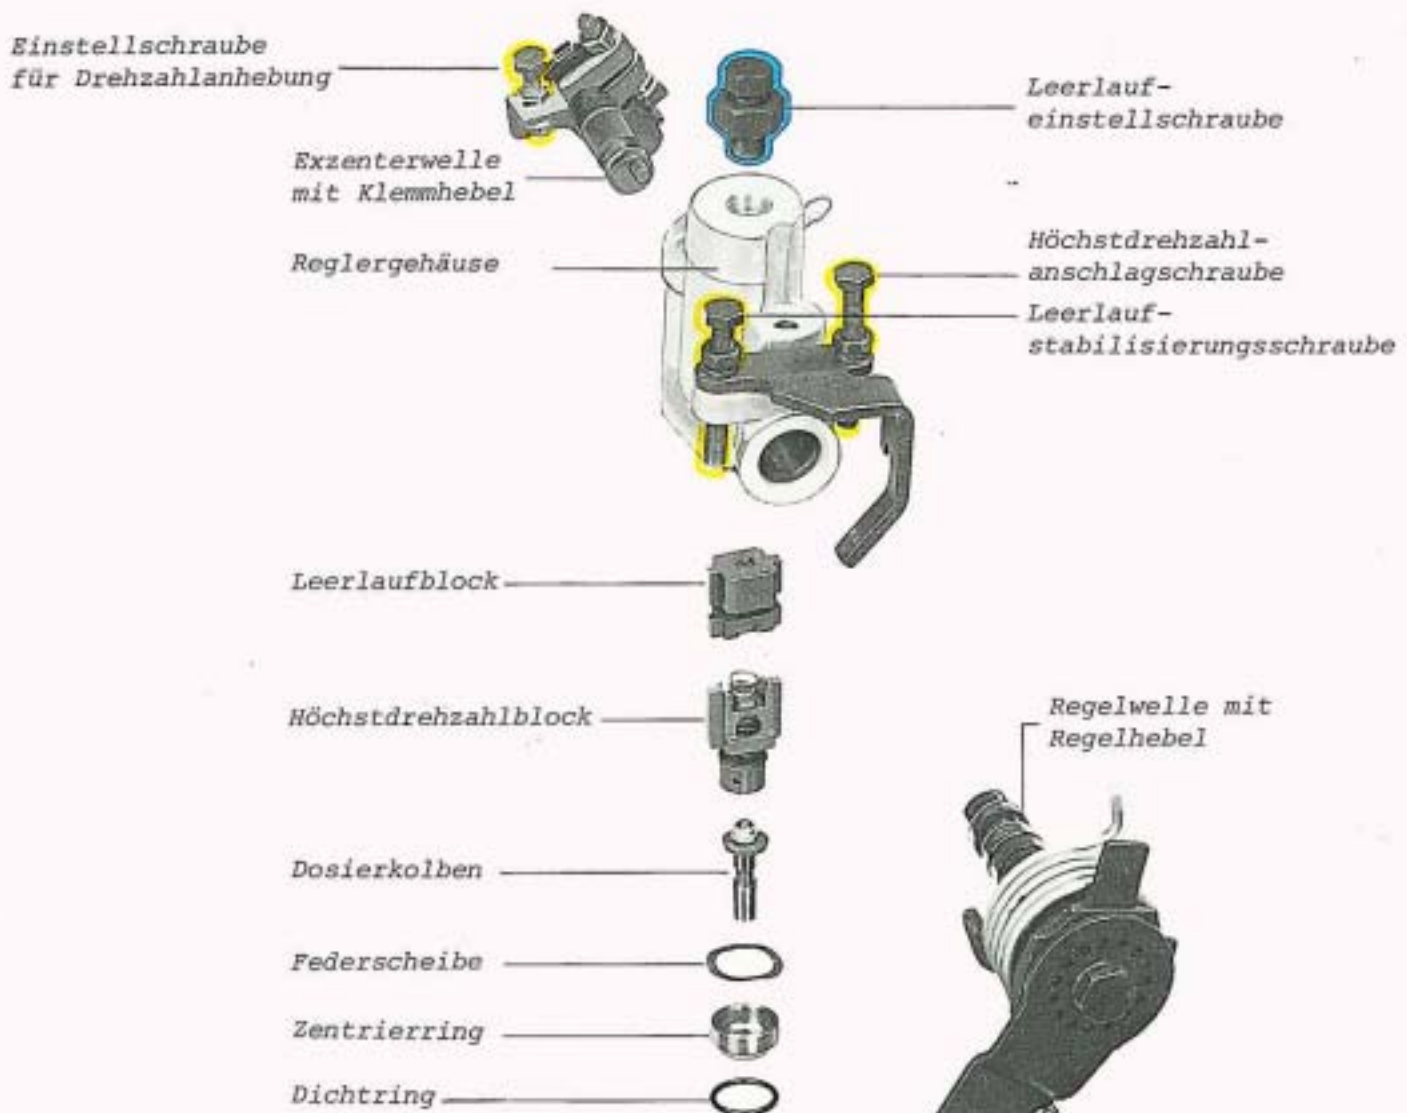 Einstellschraube
für Drehzahlanhebung
Leerlauf-
einstellschraube
Exzenterwelle
mit Klemmhebel
Reglergehäuse
Höchstdrehzahl-
anschlagschraube
Leerlauf-
stabilisierungsschraube
Leerlaufblock
Höchstdrehzahlblock
Regelwelle mit
Regelhebel
Dosierkolben
Federscheibe
Zentrierring
Dichtring